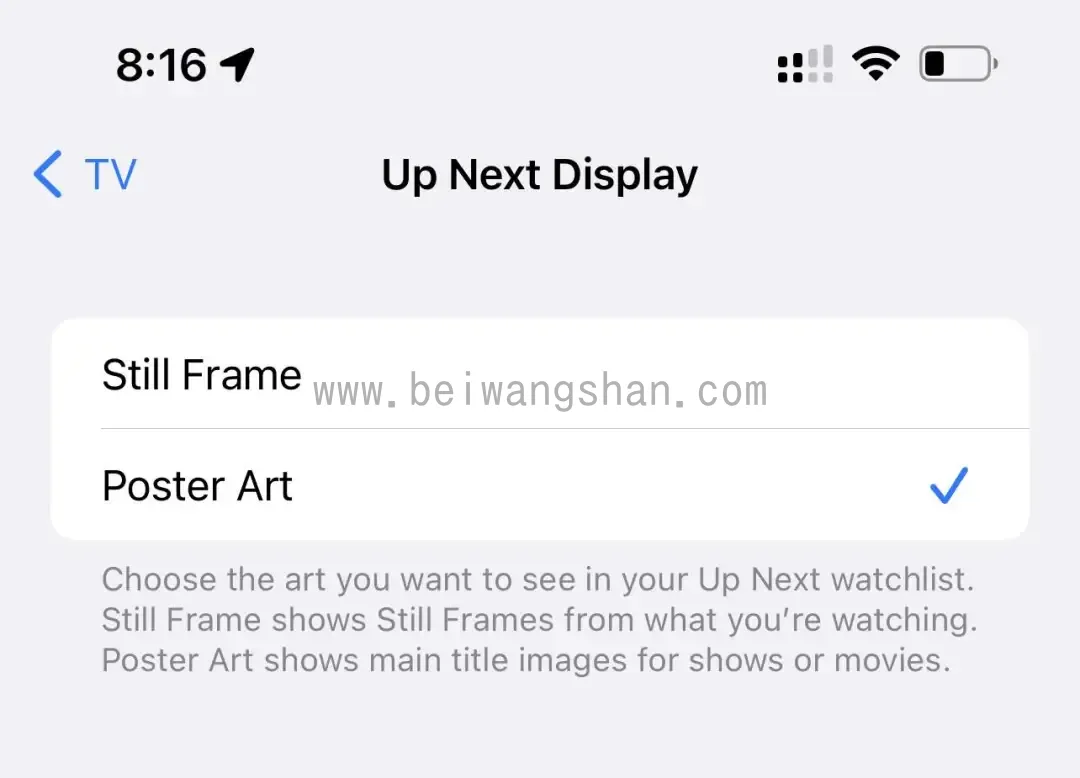 8:16
TV
Up Next Display
Still Frame
www.beiwangshan.com
Poster Art
Choose the art you want to see in your Up Next watchlist.
Still Frame shows Still Frames from what you’re watching.
Poster Art shows main title images for shows or movies.